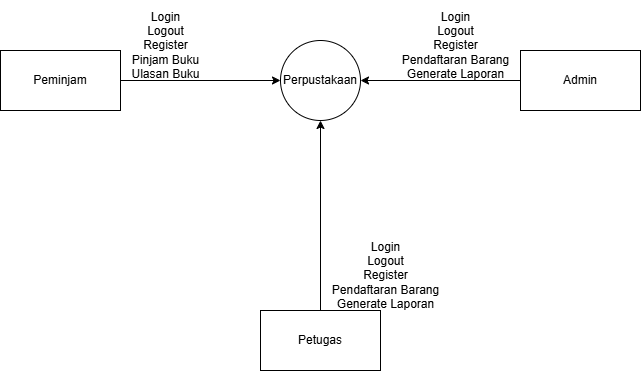 Login
Logout
Register
Pinjam Buku
Ulasan Buku
Peminjam
Perpustakaan
Login
Logout
Register
Pendaftaran Barang
Generate Laporan
Admin
Login
Logout
Register
Pendaftaran Barang
Generate Laporan
Petugas